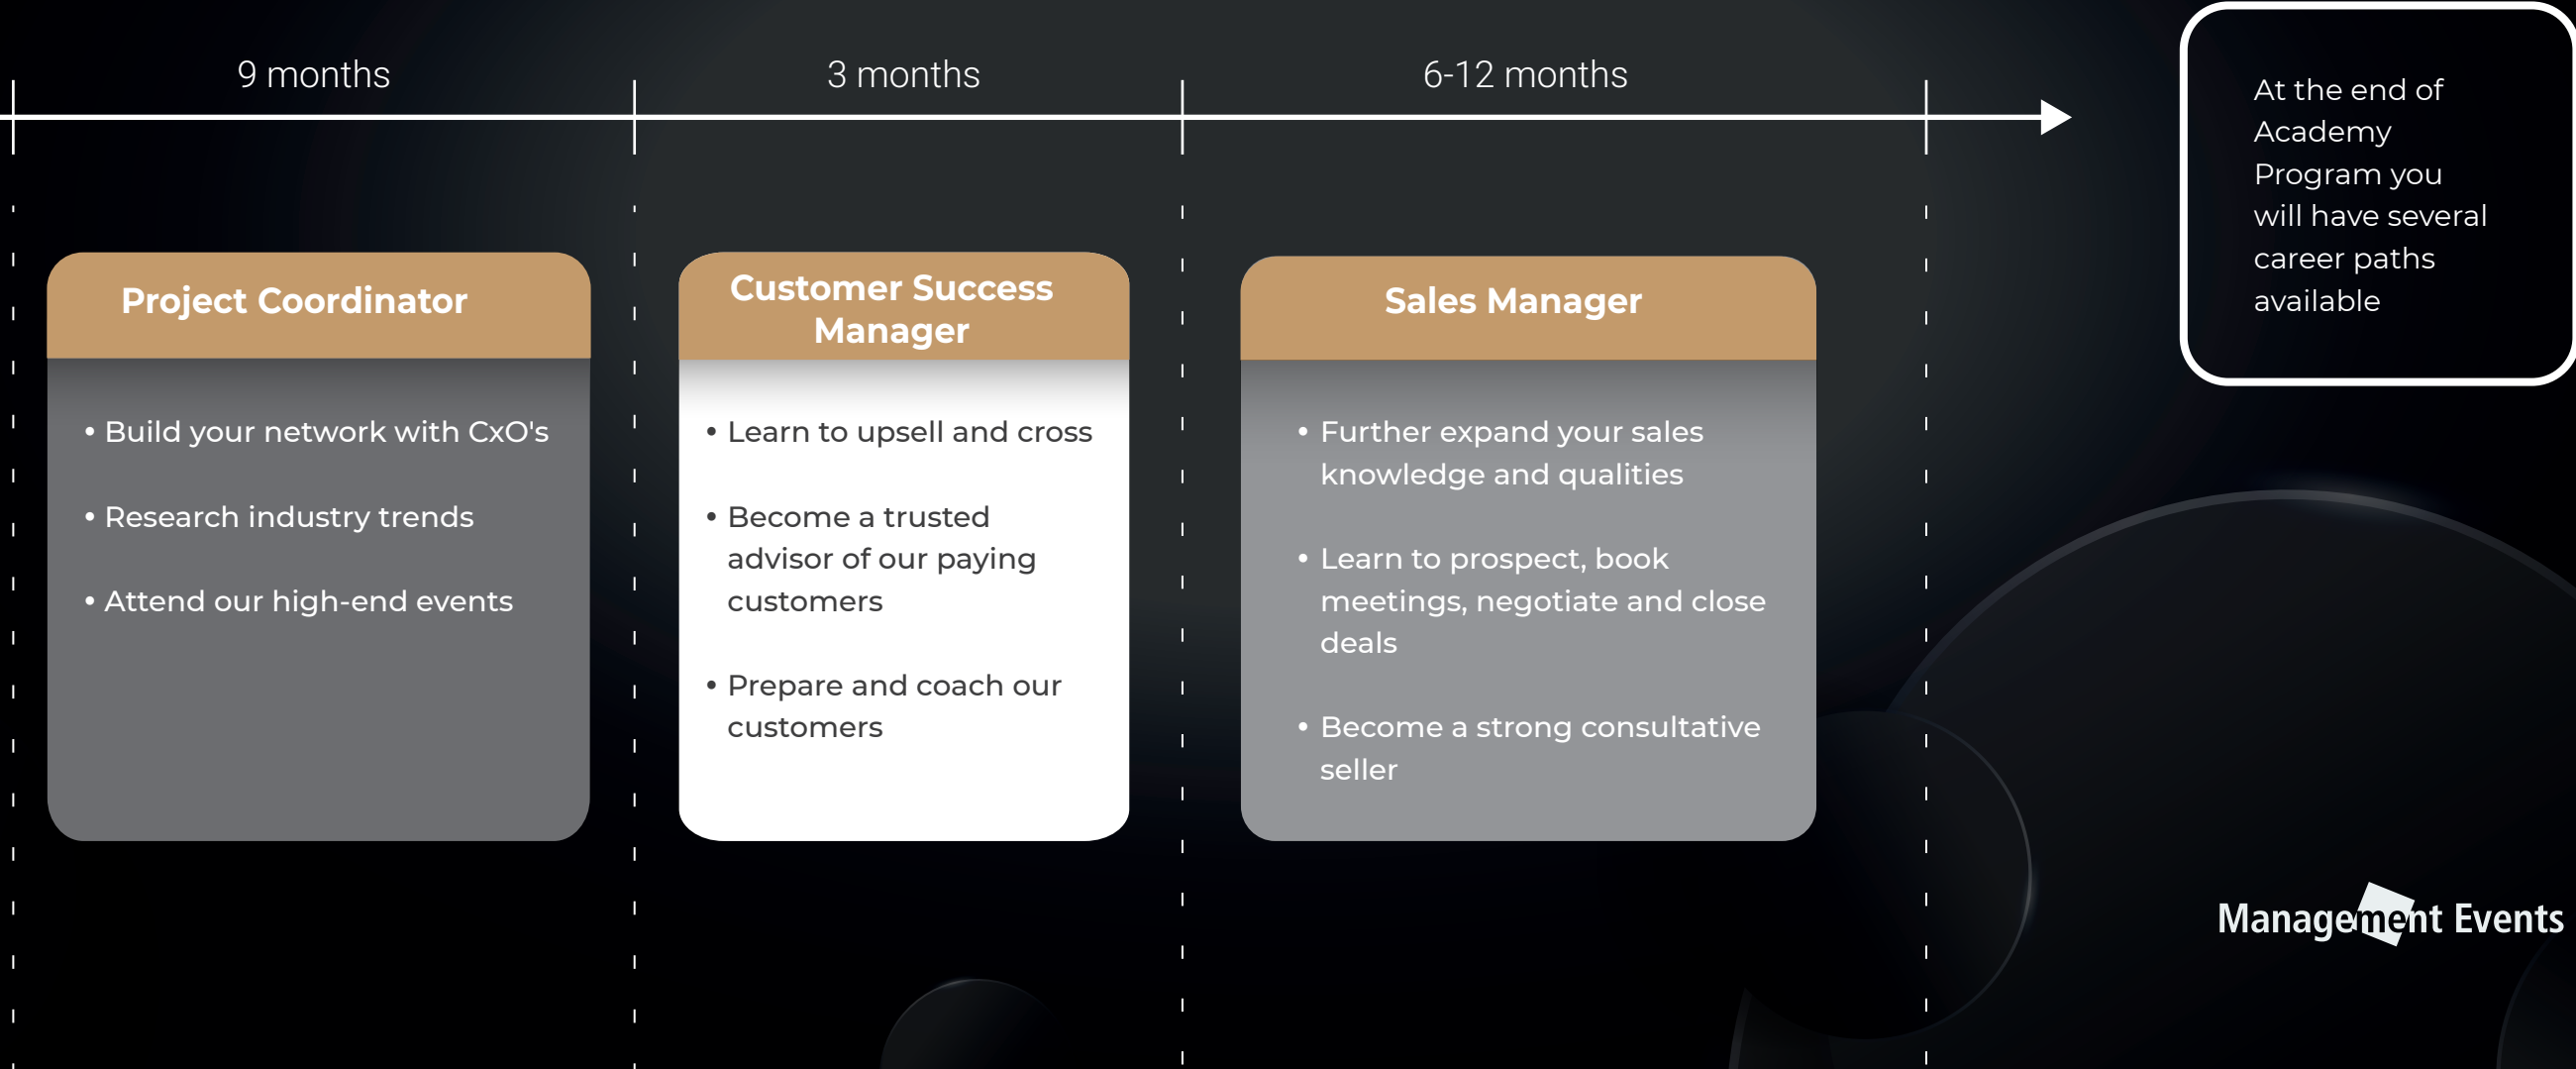 9 months
3 months
6-12 months
At the end of
Academy
Program you
will have several
career paths
available
Project Coordinator
• Build your network with CxO's
• Research industry trends
• Attend our high-end events
Customer Success
Manager
• Learn to upsell and cross
• Become a trusted
advisor of our paying
customers
• Prepare and coach our
customers
Sales Manager
• Further expand your sales
knowledge and qualities
• Learn to prospect, book
meetings, negotiate and close
deals
• Become a strong consultative
seller
Management Events